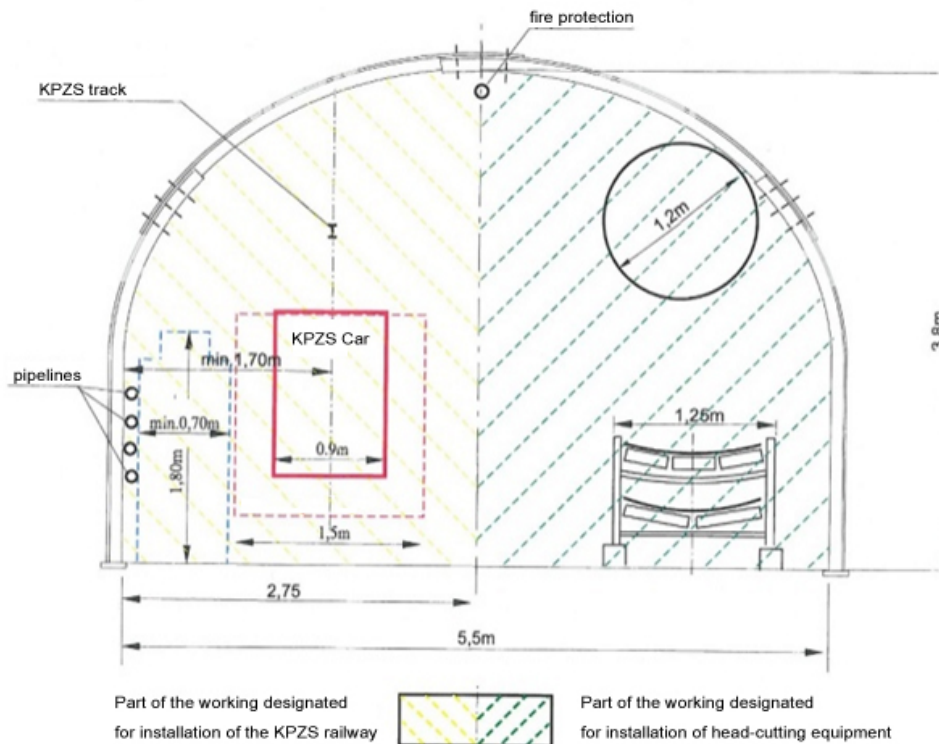 fire protection
KPZS track
1,2m
3,8m
KPZS Car
min.1,70m
pipelines
min.0,70m
1,80m
0.9m
1,25m
1,5m
2,75
5,5m
Part of the working designated
for installation of the KPZS railway
Part of the working designated
for installation of head-cutting equipment